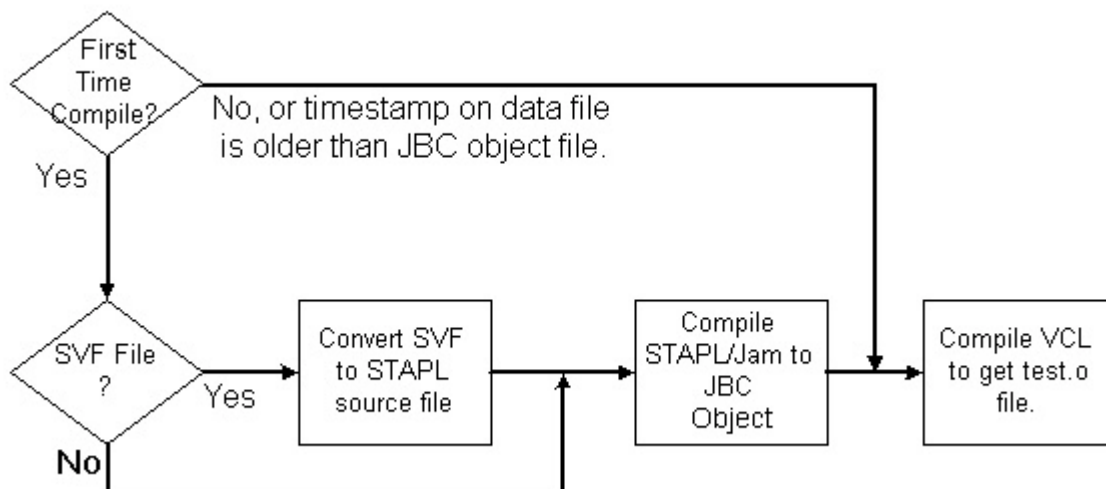 First
Time
Compile?
No, or timestamp on data file
is older than JBC object file.
Yes
SVF File
?
Yes
No
Convert SVF
to STAPL
source file
Compile
STAPL/Jam to
JBC
Object
Compile VCL
to get test.o
file.